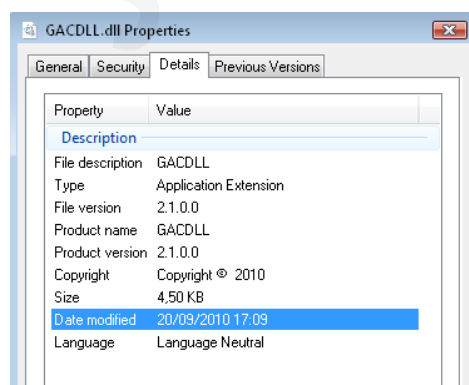 GACDLL.dll Properties
General Security Details Previous Versions
Property Value
Description
File description GACDLL
Type Application Extension
File version 2.1.0.0
Product name GACDLL
Product version 2.1.0.0
Copyright Copyright © 2010
Size 4,50 KB
Date modified 20/09/2010 17:09
Language Language Neutral